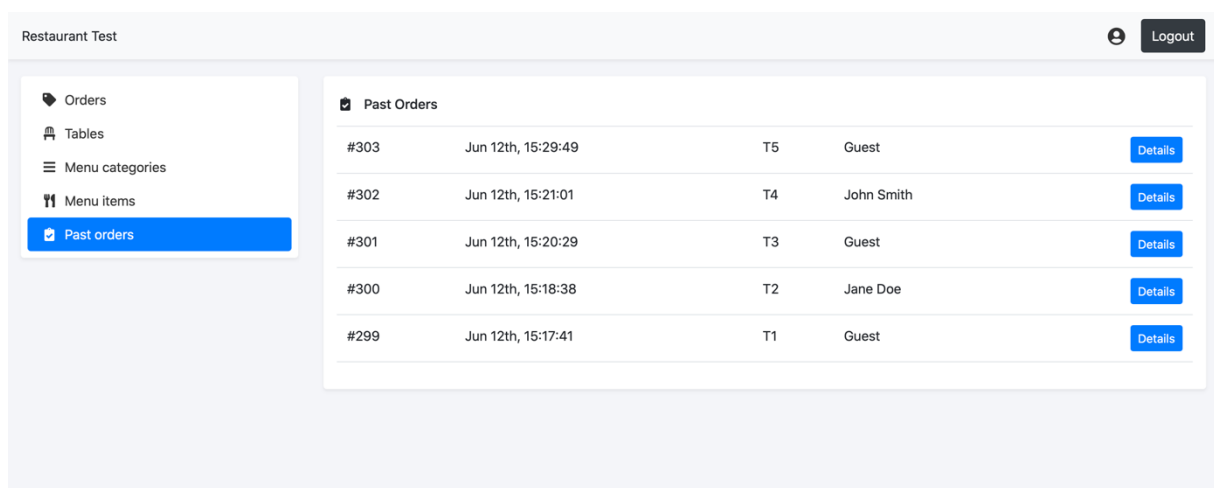 Restaurant Test
Logout
Orders
Tables
Menu categories
Menu items
Past orders
Past Orders
#303 Jun 12th, 15:29:49 T5 Guest Details
#302 Jun 12th, 15:21:01 T4 John Smith Details
#301 Jun 12th, 15:20:29 T3 Guest Details
#300 Jun 12th, 15:18:38 T2 Jane Doe Details
#299 Jun 12th, 15:17:41 T1 Guest Details